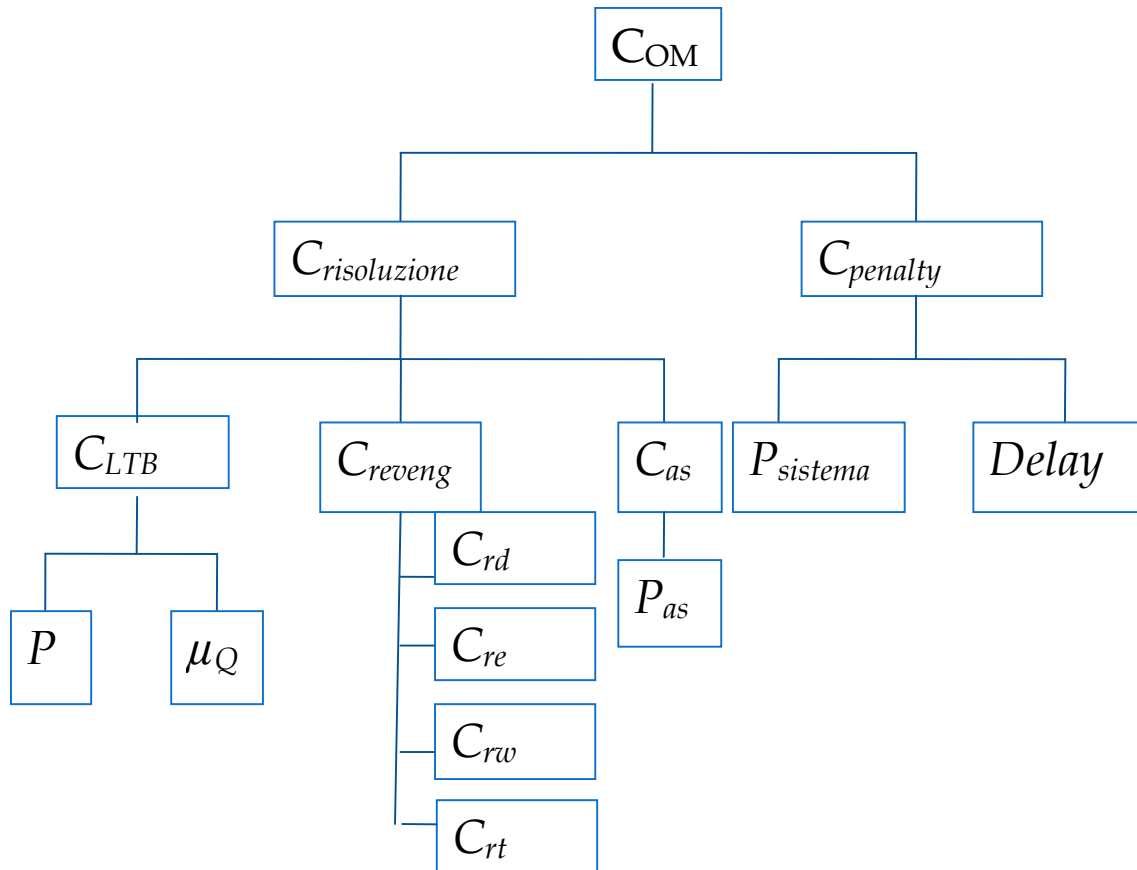 COM
Crisoluzione
Cpenalty
CLTB
Creveng
Cas
Psistema
Delay
Crd
Pas
P
μQ
Cre
Crw
Crt